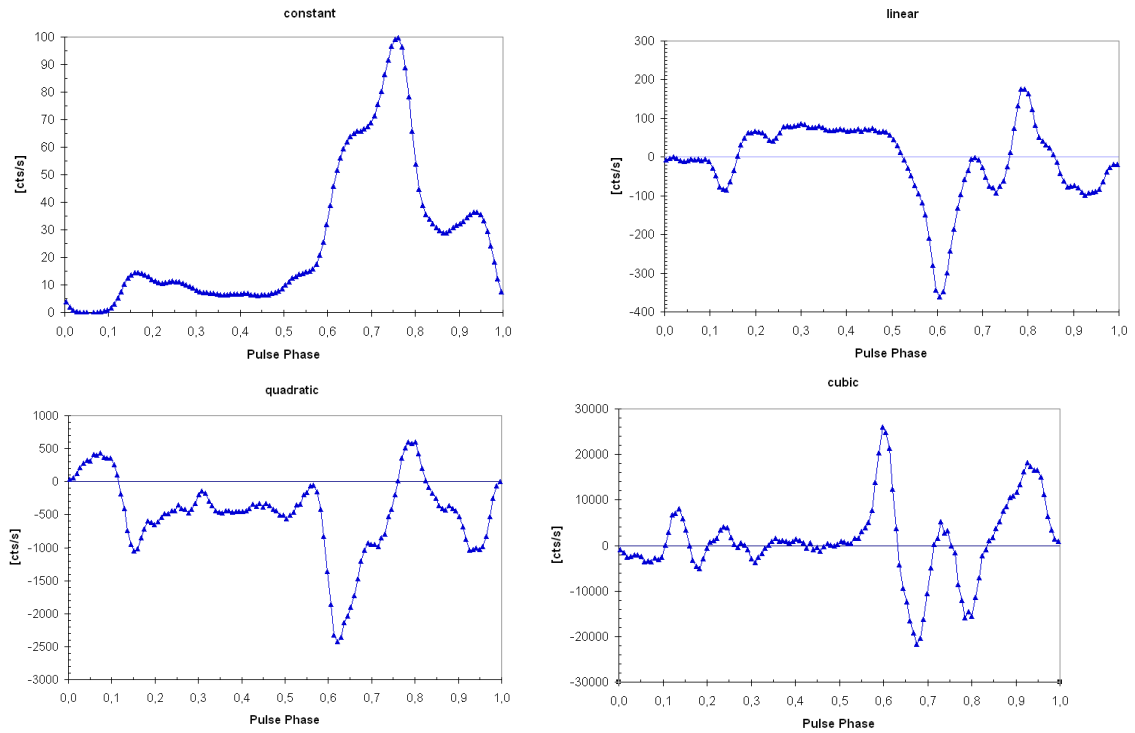 constant
100
90
80
70
60
50
40
30
20
10
0
[cts/s]
0,0 0,1 0,2 0,3 0,4 0,5 0,6 0,7 0,8 0,9 1,0
Pulse Phase
linear
300
200
100
0
-100
-200
-300
-400
[cts/s]
0,0 0,1 0,2 0,3 0,4 0,5 0,6 0,7 0,8 0,9 1,0
Pulse Phase
quadratic
1000
500
0
-500
-1000
-1500
-2000
-2500
-3000
[cts/s]
0,0 0,1 0,2 0,3 0,4 0,5 0,6 0,7 0,8 0,9 1,0
Pulse Phase
cubic
30000
20000
10000
0
-10000
-20000
-30000
[cts/s]
0,0 0,1 0,2 0,3 0,4 0,5 0,6 0,7 0,8 0,9 1,0
Pulse Phase